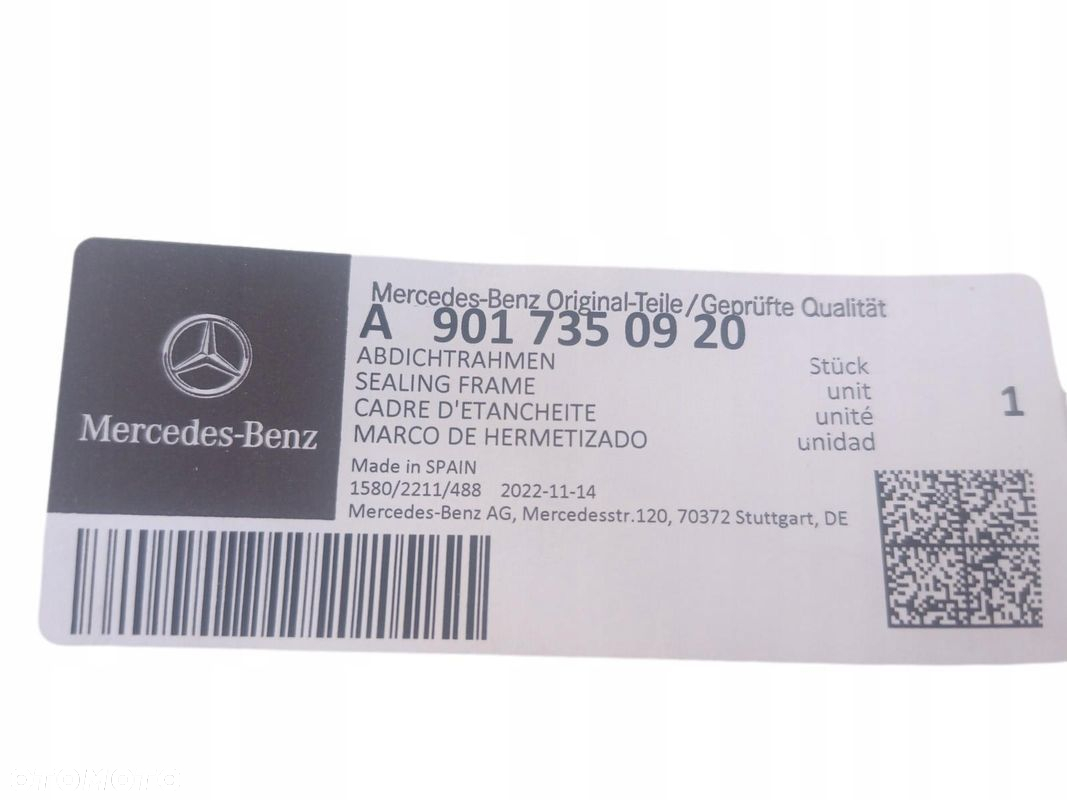 Mercedes-Benz Original-Teile/Geprüfte Qualität
A 901 735 09 20
ABDICHTRAHMEN Stück
SEALING FRAME unit
CADRE D'ETANCHEITE unité
MARCO DE HERMETIZADO unidad
1
Mercedes-Benz
Made in SPAIN
1580/2211/488 2022-11-14
Mercedes-Benz AG, Mercedesstr.120, 70372 Stuttgart, DE
otomoto